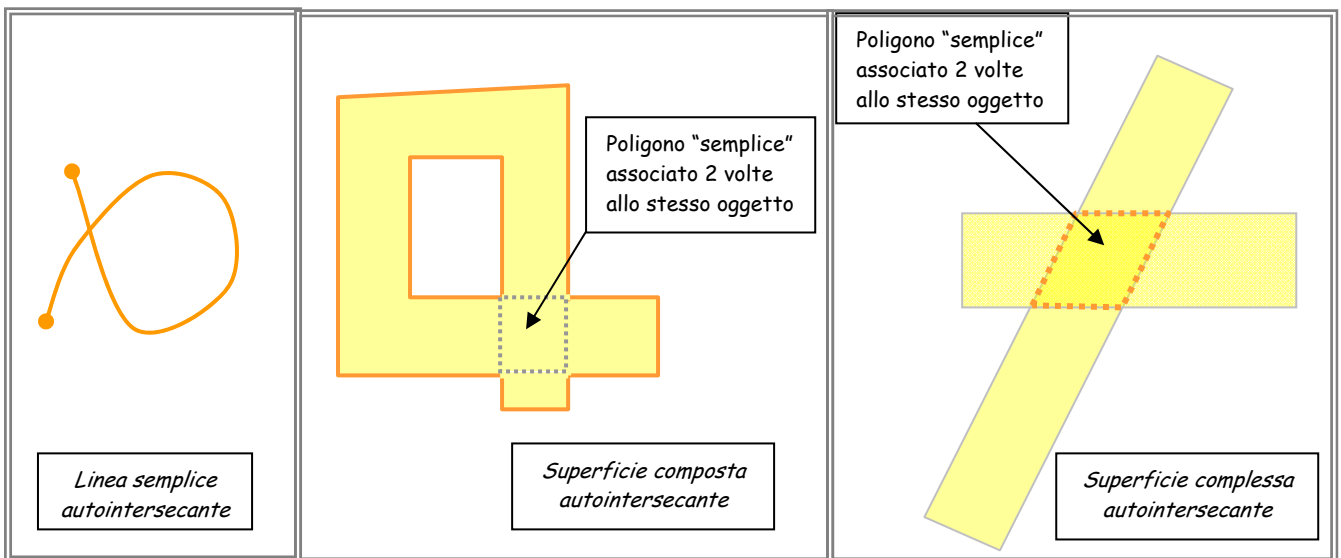 Linea semplice
autointersecante
Poligono “semplice”
associato 2 volte
allo stesso oggetto
Superficie composta
autointersecante
Poligono “semplice”
associato 2 volte
allo stesso oggetto
Superficie complessa
autointersecante